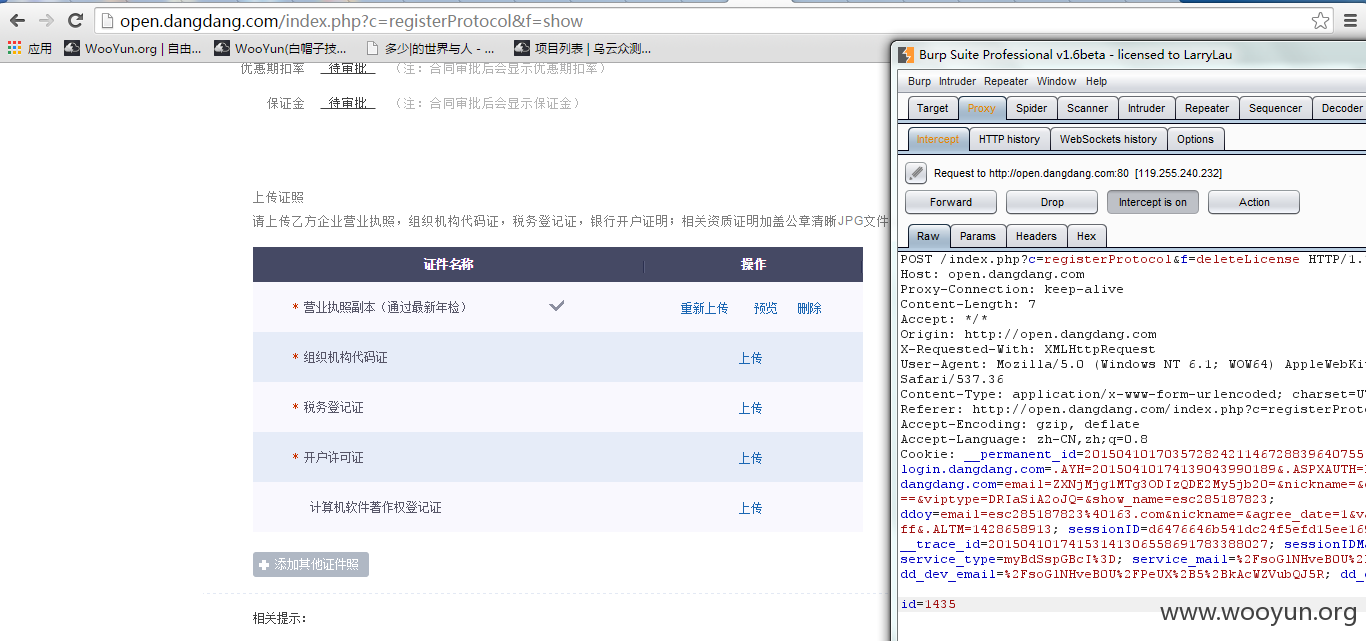 open.dangdang.com/index.php?c=registerProtocol&f=show
应用 WooYun.org | 自由... WooYun(白帽子技... 多少|的世界与人 - ... 项目列表 | 乌云众测...
优惠期扣率 待审批 （注：合同审批后会显示优惠期扣率）
保证金 待审批 （注：合同审批后会显示保证金）
上传证照
请上传乙方企业营业执照，组织机构代码证，税务登记证，银行开户证明；相关资质证明加盖公章清晰JPG文件
证件名称 操作
* 营业执照副本（通过最新年检） 重新上传 预览 删除
* 组织机构代码证 上传
* 税务登记证 上传
* 开户许可证 上传
计算机软件著作权登记证 上传
添加其他证件照
相关提示：
Burp Suite Professional v1.6beta - licensed to LarryLau
Burp Intruder Repeater Window Help
Target Proxy Spider Scanner Intruder Repeater Sequencer Decoder
Intercept HTTP history WebSockets history Options
Request to http://open.dangdang.com:80 [119.255.240.232]
Forward Drop Intercept is on Action
Raw Params Headers Hex
POST /index.php?c=registerProtocol&f=deleteLicense HTTP/1.
Host: open.dangdang.com
Proxy-Connection: keep-alive
Content-Length: 7
Accept: */*
Origin: http://open.dangdang.com
X-Requested-With: XMLHttpRequest
User-Agent: Mozilla/5.0 (Windows NT 6.1; WOW64) AppleWebKi
Safari/537.36
Content-Type: application/x-www-form-urlencoded; charset=U
Referer: http://open.dangdang.com/index.php?c=registerProt
Accept-Encoding: gzip, deflate
Accept-Language: zh-CN,zh;q=0.8
Cookie: __permanent_id=20150410170357282421146728839640755
login.dangdang.com=.AYH=20150410174139043990189&.ASPXAUTH=
dangdang.com=email=ZXNjMjg1MTg3ODIzQDE2My5jb20=&nickname=&
==&viptype=DRIaSiA2oJQ=&show_name=esc285187823;
ddoy=email=esc285187823%40163.com&nickname=&agree_date=1&v
ff&.ALTM=1428658913; sessionID=d6476646b541dc24f5efd15ee16
__trace_id=20150410174153141306558691783388027; sessionIDM
service_type=myBdSspGBcI%3D; service_mail=%2FsoGlNHveBOU%2
dd_dev_email=%2FsoGlNHveBOU%2FPeUX%2B5%2BkAcWZVubQJ5R; dd_
id=1435
www.wooyun.org